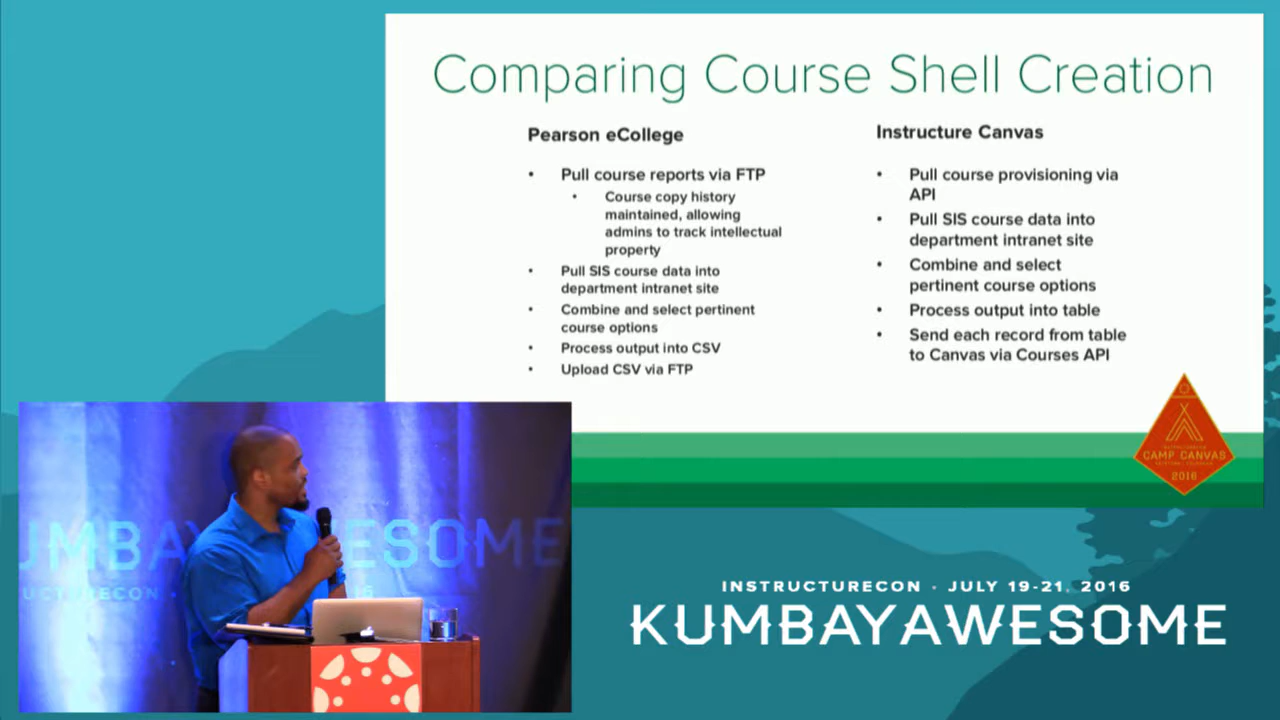 Comparing Course Shell Creation
Pearson eCollege
• Pull course reports via FTP
• Course copy history
maintained, allowing
admins to track intellectual
property
• Pull SIS course data into
department intranet site
• Combine and select pertinent
course options
• Process output into CSV
• Upload CSV via FTP
Instructure Canvas
• Pull course provisioning via
API
• Pull SIS course data into
department intranet site
• Combine and select
pertinent course options
• Process output into table
• Send each record from table
to Canvas via Courses API
CAMP CANVAS
2016
UMBAYAWESOME
INSTRUCTURECON • JULY 19-21, 2016
KUMBAYAWESOME